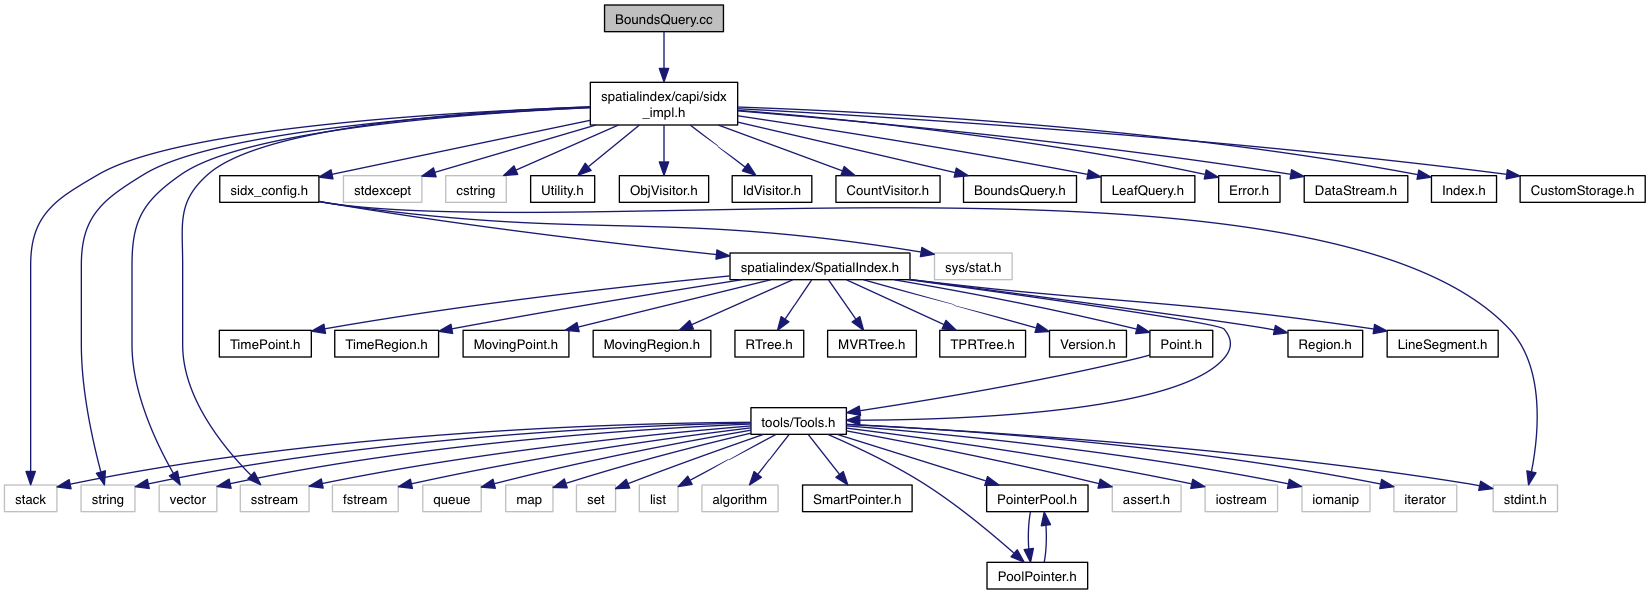 BoundsQuery.cc
spatialindex/capi/sidx
_impl.h
sidx_config.h
stdexcept
cstring
Utility.h
ObjVisitor.h
IdVisitor.h
CountVisitor.h
BoundsQuery.h
LeafQuery.h
Error.h
DataStream.h
Index.h
CustomStorage.h
spatialindex/SpatialIndex.h
sys/stat.h
TimePoint.h
TimeRegion.h
MovingPoint.h
MovingRegion.h
RTree.h
MVRTree.h
TPRTree.h
Version.h
Point.h
Region.h
LineSegment.h
tools/Tools.h
stack
string
vector
sstream
fstream
queue
map
set
list
algorithm
SmartPointer.h
PointerPool.h
assert.h
iostream
iomanip
iterator
stdint.h
PoolPointer.h